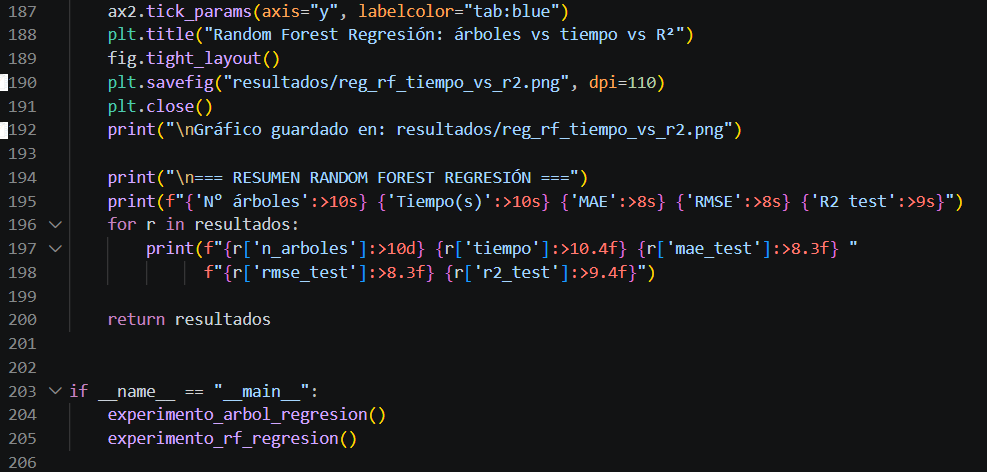 187 ax2.tick_params(axis="y", labelcolor="tab:blue")
188 plt.title("Random Forest Regresión: árboles vs tiempo vs R²")
189 fig.tight_layout()
190 plt.savefig("resultados/reg_rf_tiempo_vs_r2.png", dpi=110)
191 plt.close()
192 print("\nGráfico guardado en: resultados/reg_rf_tiempo_vs_r2.png")
193
194 print("\n=== RESUMEN RANDOM FOREST REGRESIÓN ===")
195 print(f"{'Nº árboles':>10s} {'Tiempo(s)':>10s} {'MAE':>8s} {'RMSE':>8s} {'R2 test':>9s}")
196 for r in resultados:
197 print(f"{r['n_arboles']:>10d} {r['tiempo']:>10.4f} {r['mae_test']:>8.3f} "
198 f"{r['rmse_test']:>8.3f} {r['r2_test']:>9.4f}")
199
200 return resultados
201
202
203 if __name__ == "__main__":
204 experimento_arbol_regresion()
205 experimento_rf_regresion()
206